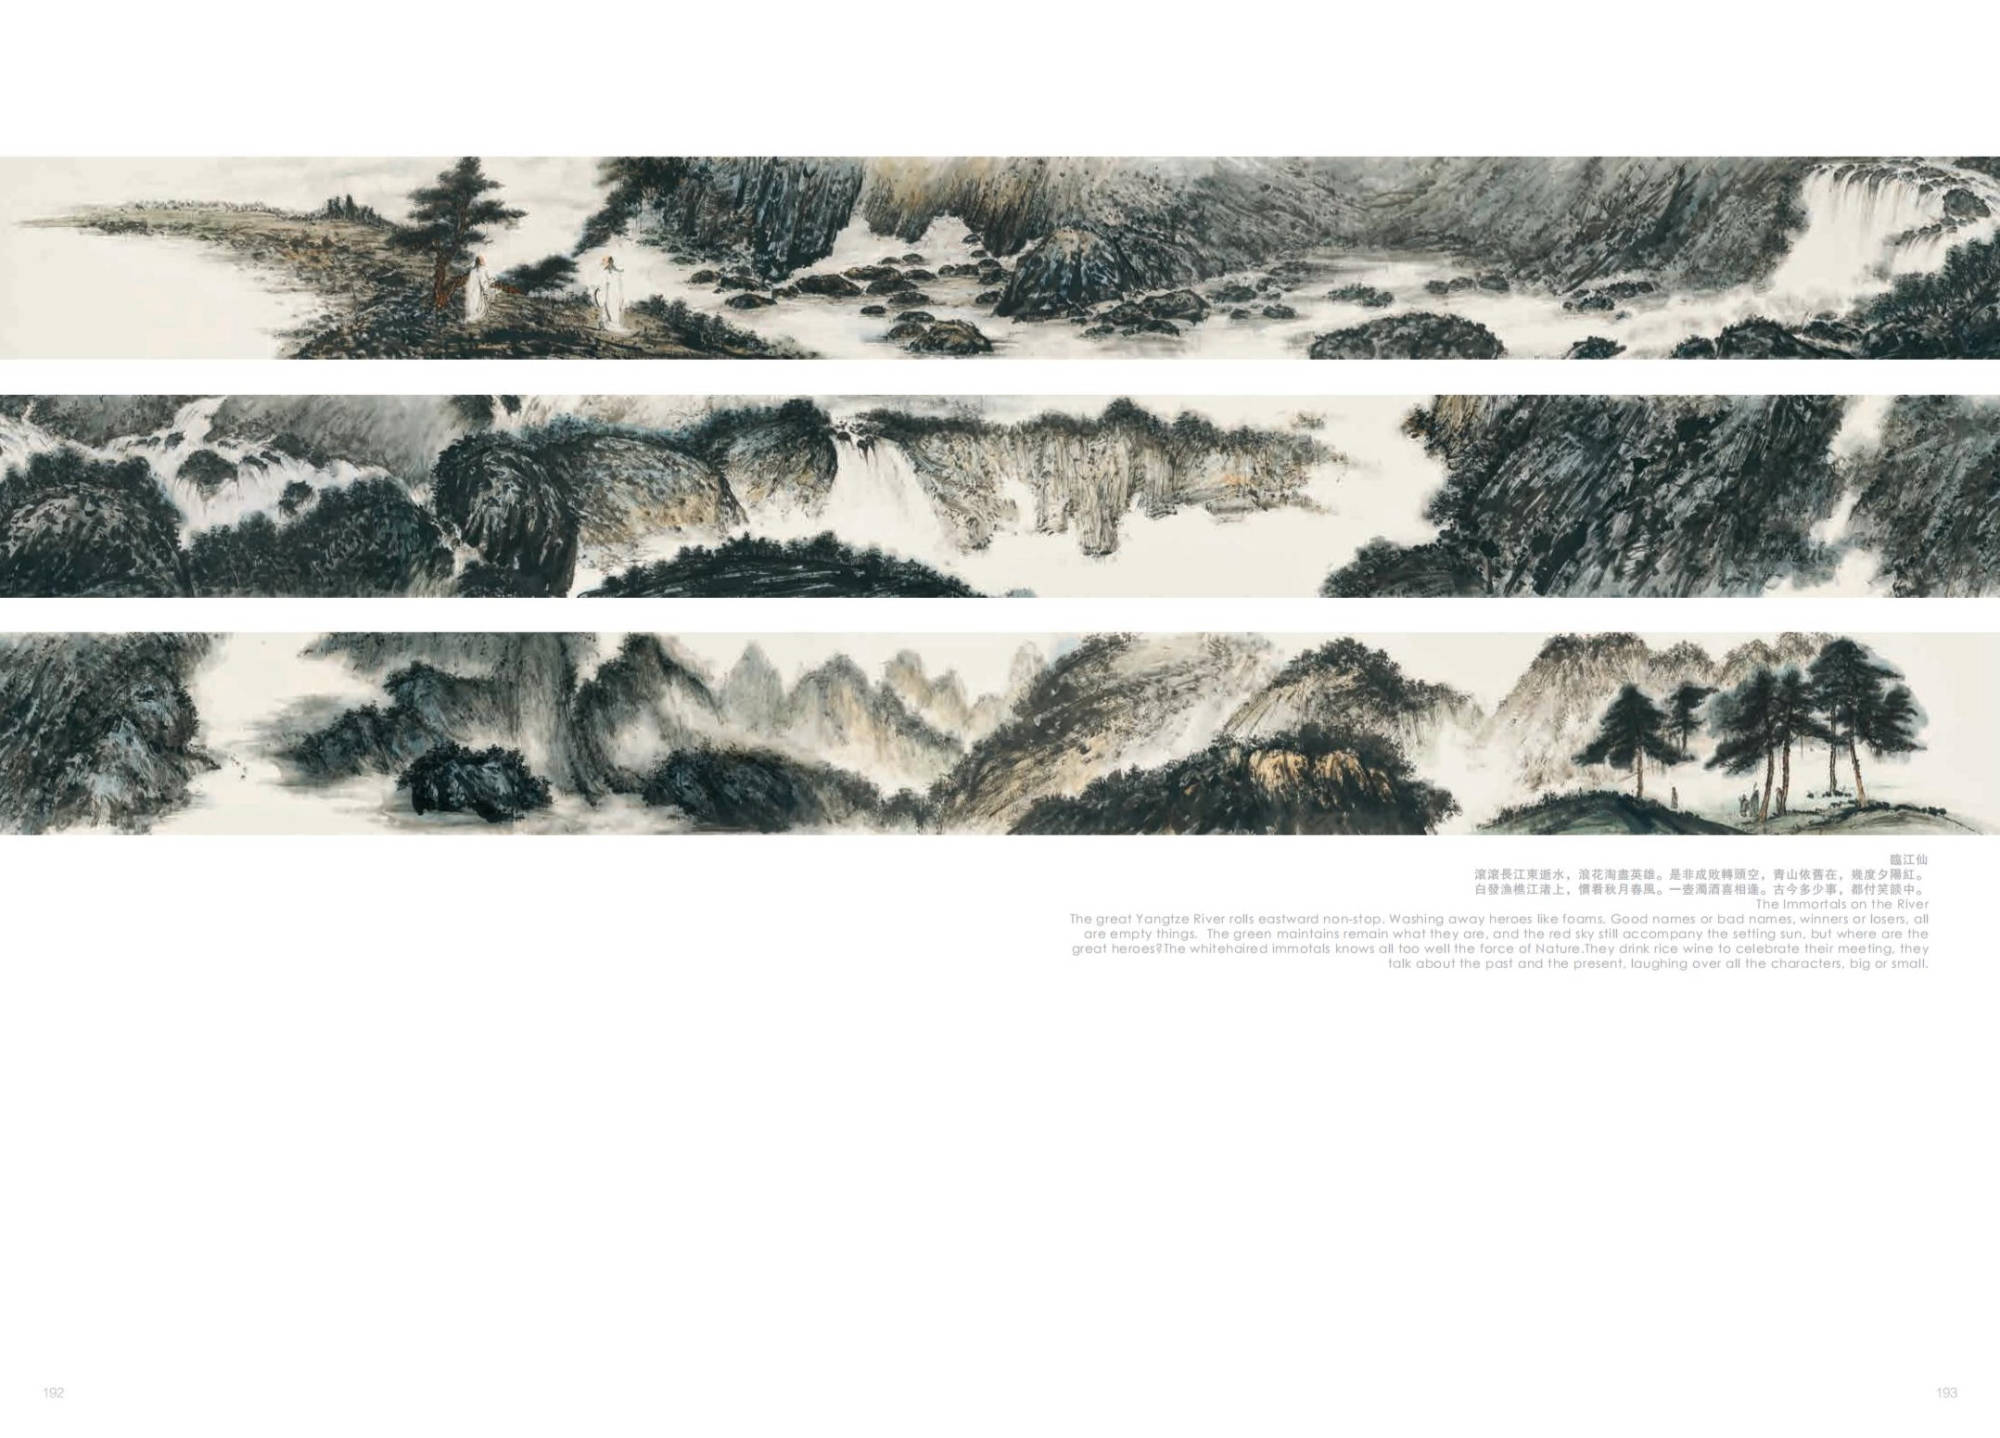 臨江仙
滾滾長江東逝水，浪花淘盡英雄。是非成敗轉頭空，青山依舊在，幾度夕陽紅。
白發漁樵江渚上，慣看秋月春風。一壺濁酒喜相逢。古今多少事，都付笑談中。
The Immortals on the River
The great Yangtze River rolls eastward non-stop. Washing away heroes like foams. Good names or bad names, winners or losers, all
are empty things. The green maintains remain what they are, and the red sky still accompany the setting sun, but where are the
great heroes?The whitehaired immotals knows all too well the force of Nature.They drink rice wine to celebrate their meeting, they
talk about the past and the present, laughing over all the characters, big or small.
192
193